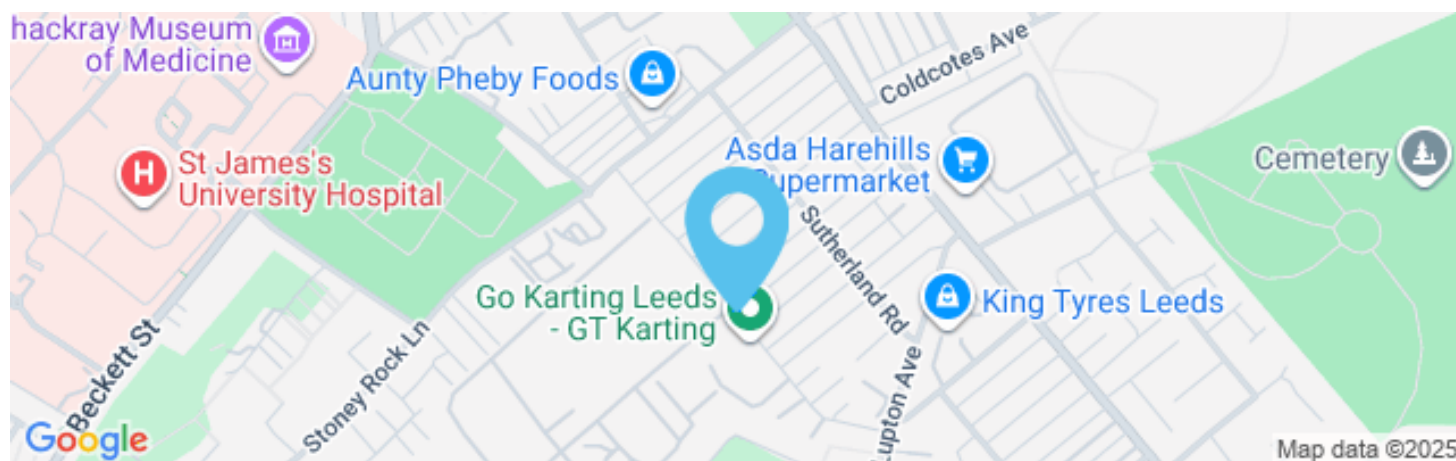 hackray Museum
of Medicine
Aunty Pheby Foods
Coldcotes Ave
Asda Harehills
upermarket
Cemetery
H
St James's
University Hospital
Sutherland Rd
Go Karting Leeds
- GT Karting
King Tyres Leeds
Beckett St
Stoney Rock Ln
Lupton Ave
Google
Map data ©2025